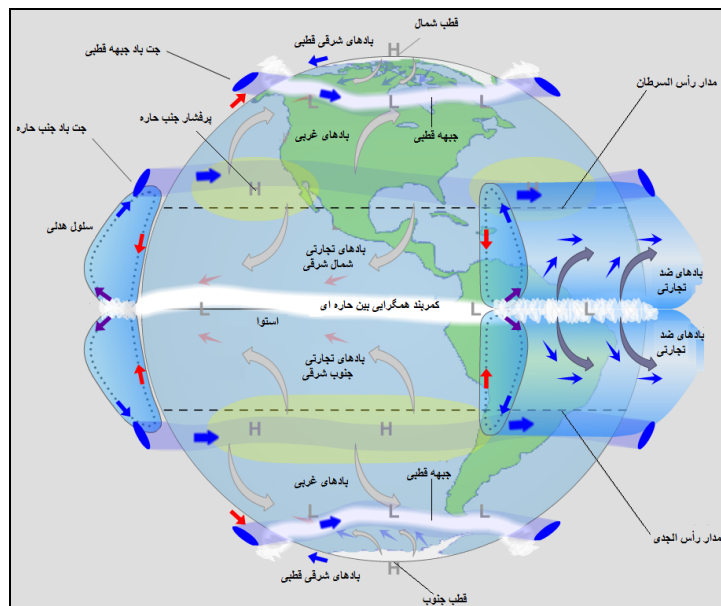 قطب شمال
بادهای شرقی قطبی
H
جت باد جبهه قطبی
مدار رأس السرطان
L
L
L
پرفشار جنب حاره
بادهای غربی
جبهه قطبی
جت باد جنب حاره
H
H
سلول هدلی
بادهای تجارتی
شمال شرقی
بادهای ضد
تجارتی
کمربند همگرایی بین حاره ای
L
L
L
استوا
بادهای ضد
تجارتی
بادهای تجارتی
جنوب شرقی
H
H
بادهای غربی
جبهه قطبی
L
L
L
مدار رأس الجدی
بادهای شرقی قطبی
H
قطب جنوب